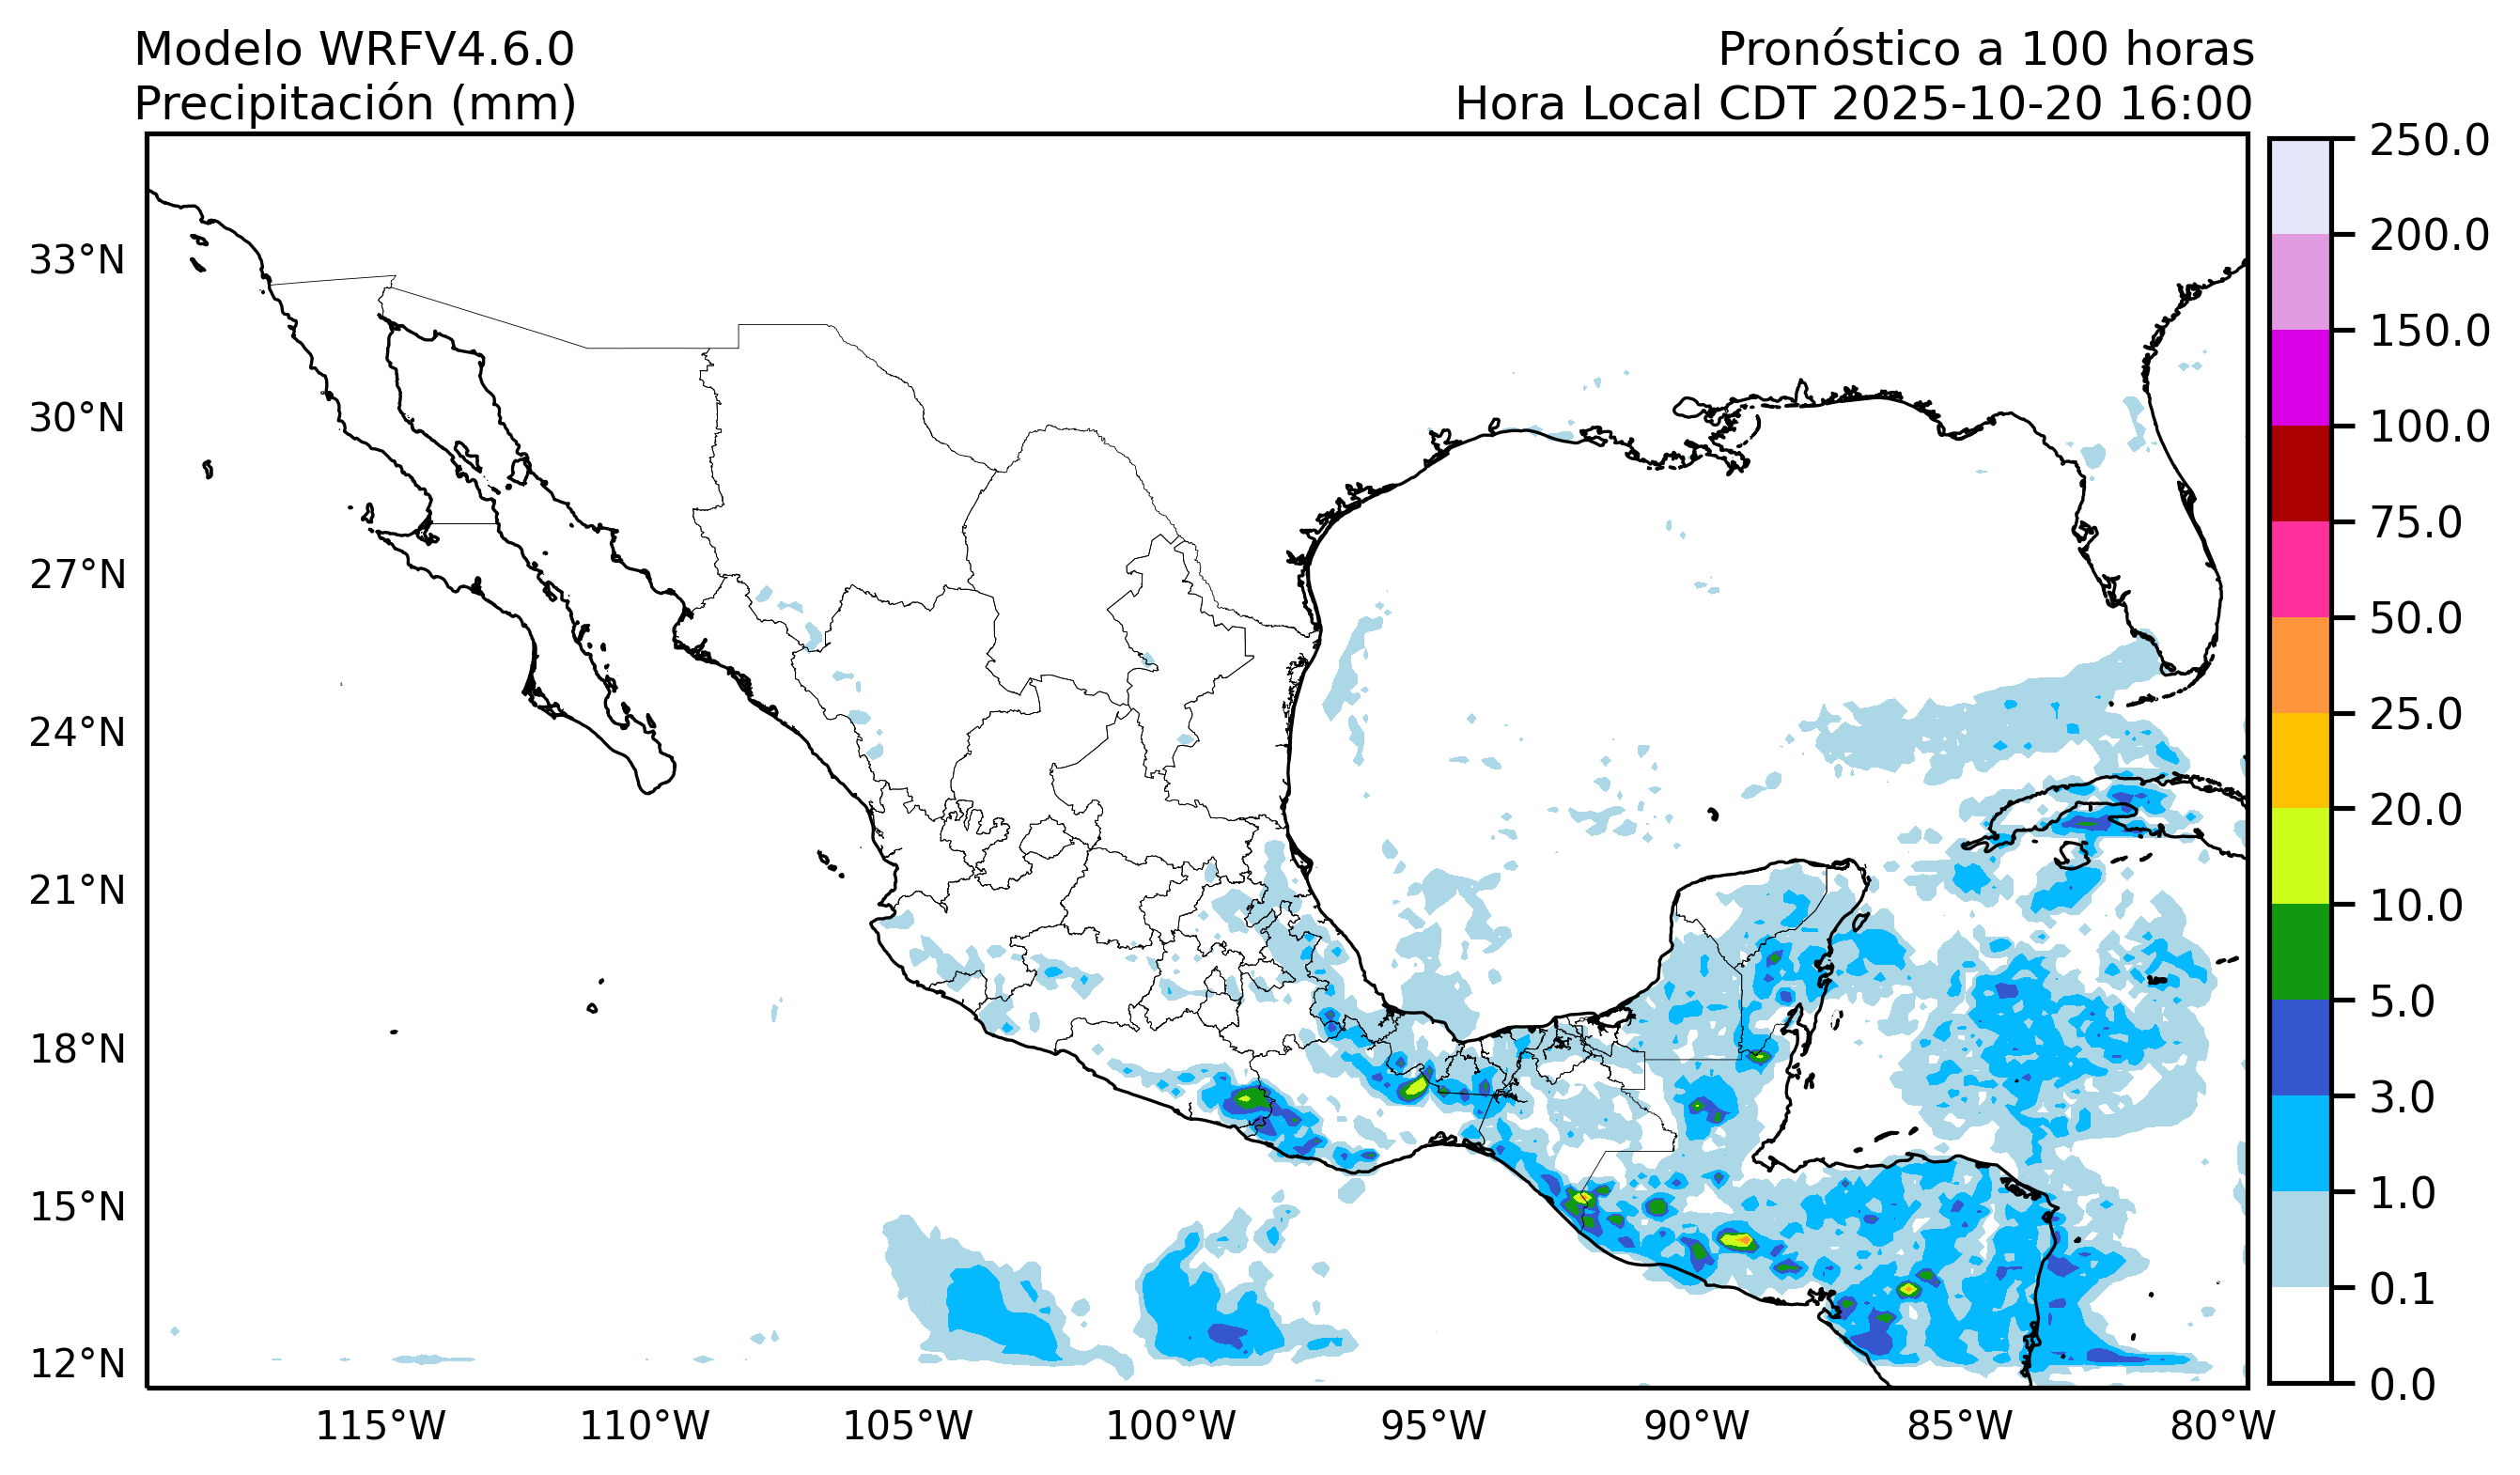 Modelo WRFV4.6.0
Precipitación (mm)
Pronóstico a 100 horas
Hora Local CDT 2025-10-20 16:00
33°N
30°N
27°N
24°N
21°N
18°N
15°N
12°N
115°W
110°W
105°W
100°W
95°W
90°W
85°W
80°W
250.0
200.0
150.0
100.0
75.0
50.0
25.0
20.0
10.0
5.0
3.0
1.0
0.1
0.0